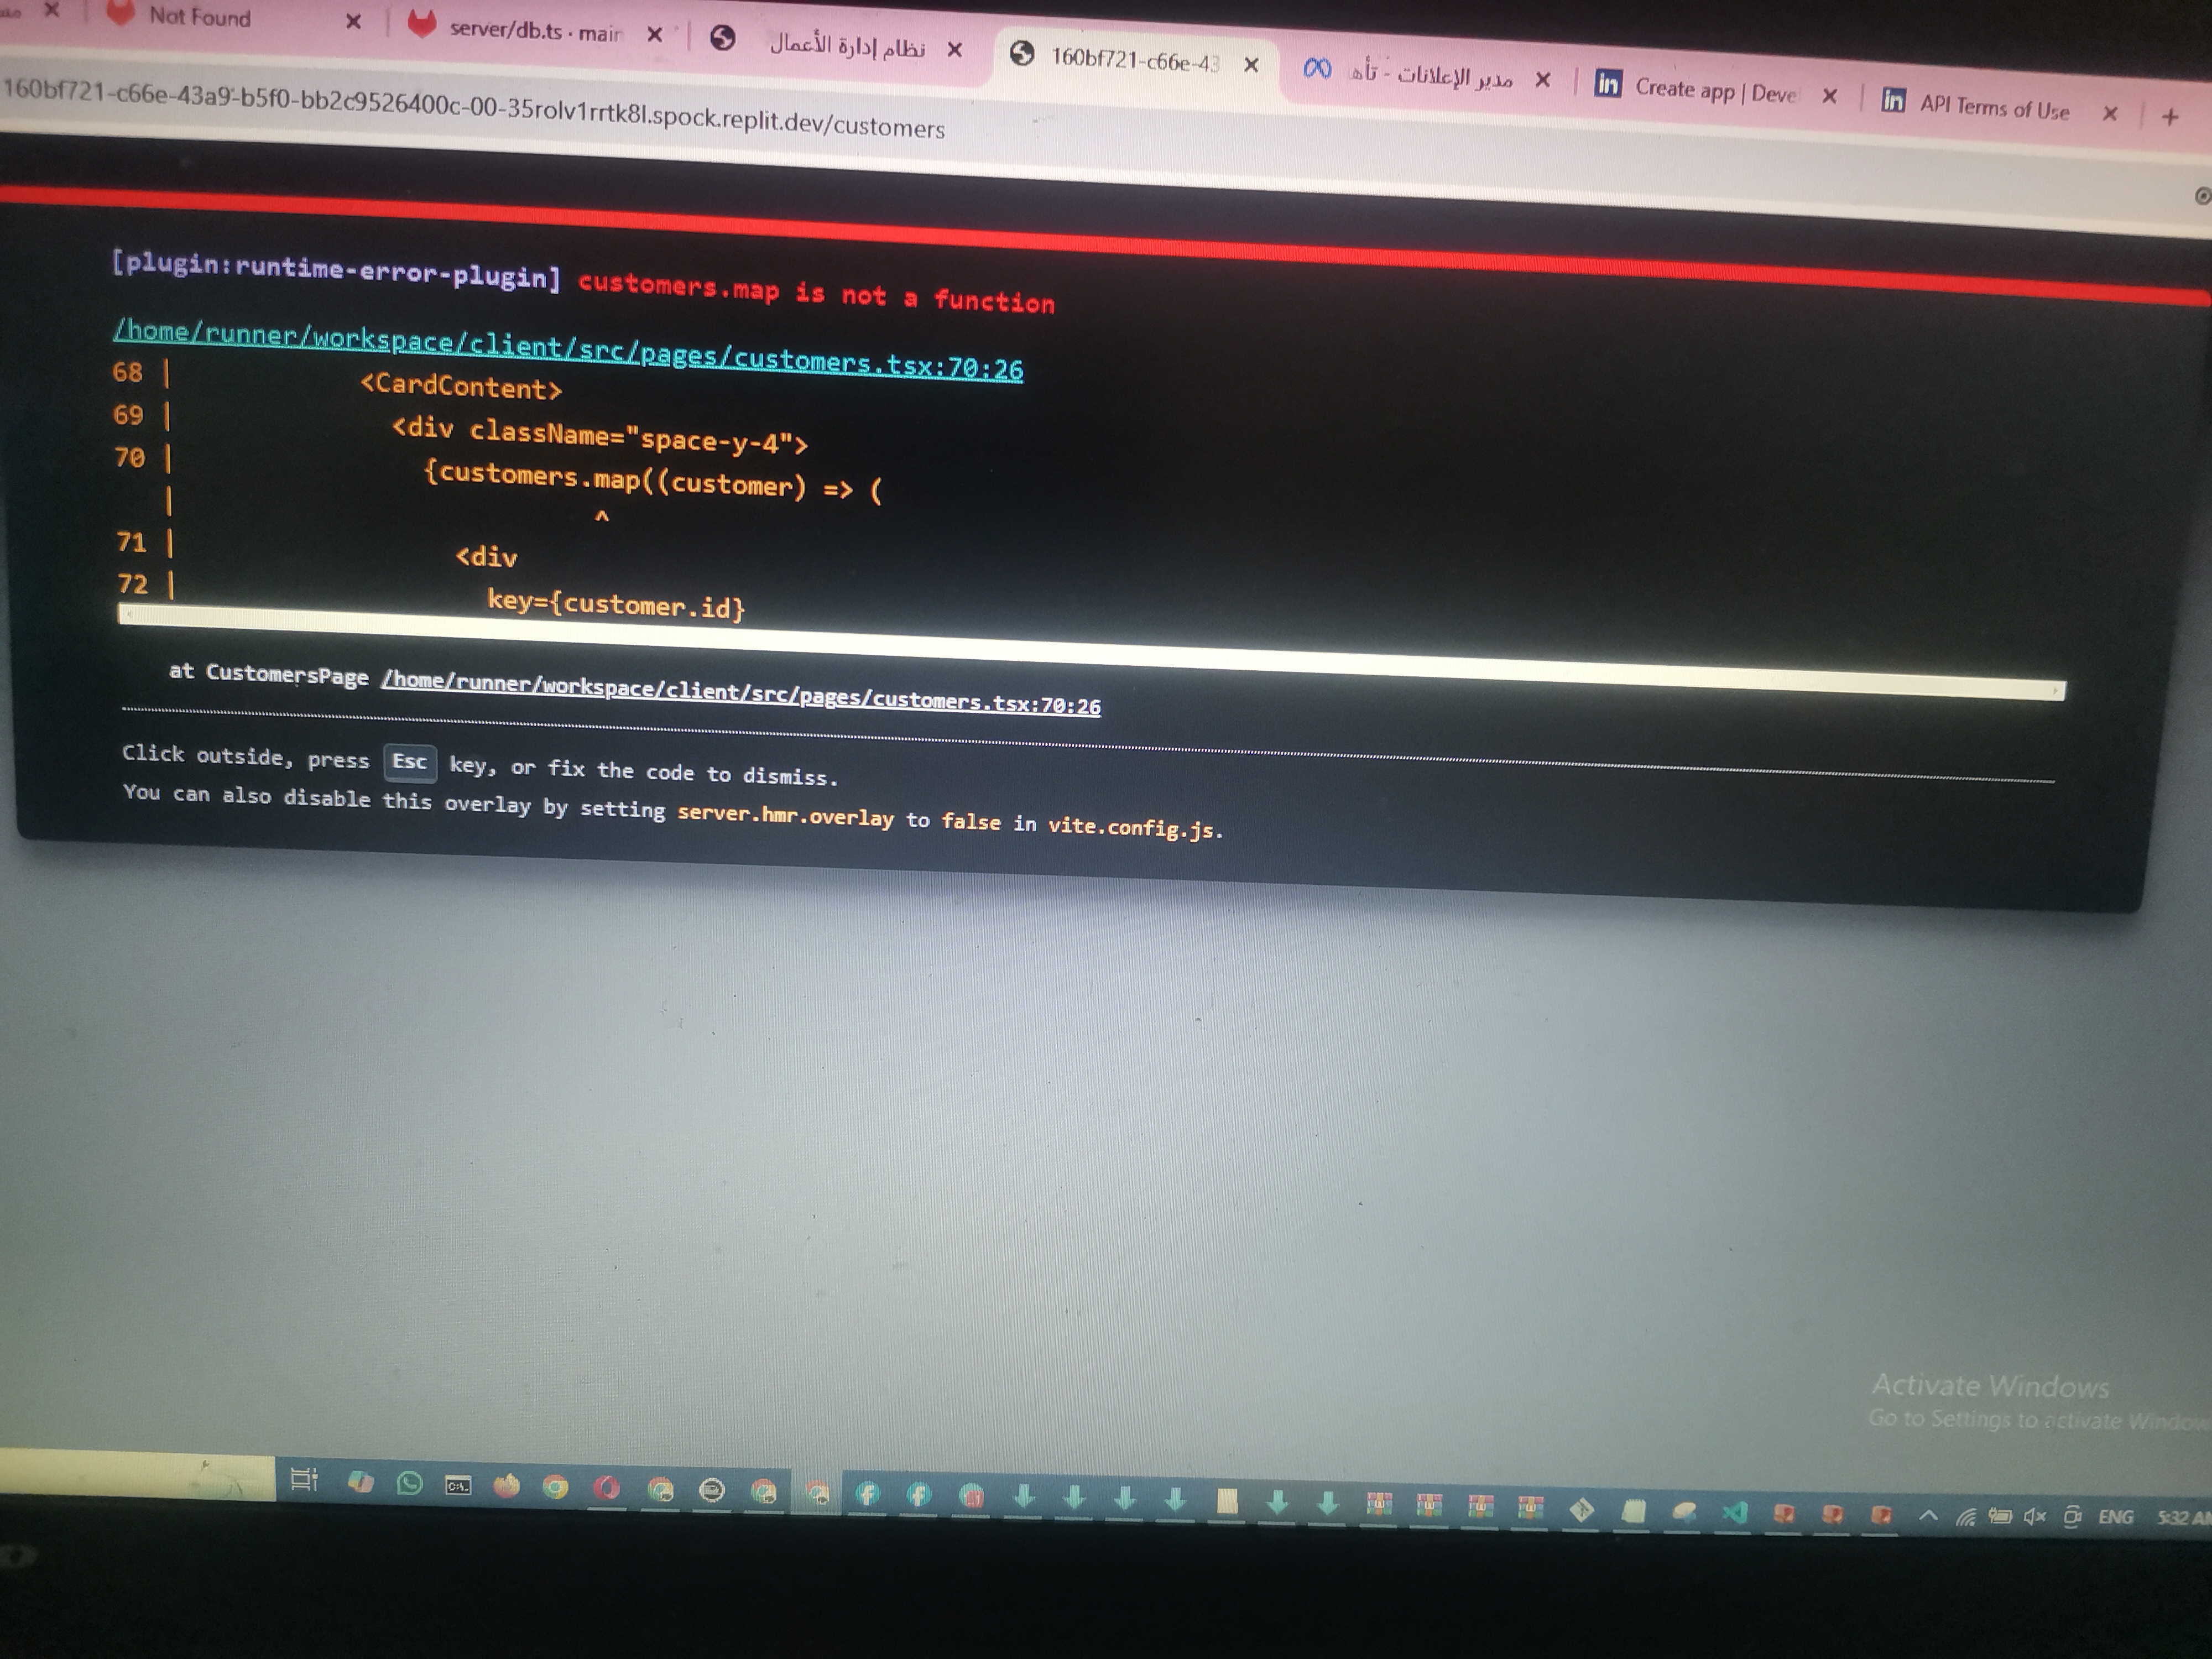 Not Found
server/db.ts · main
نظام إدارة الأعمال
160bf721-c66e-43
مدير الإعلانات - تأه
Create app | Deve
API Terms of Use
160bf721-c66e-43a9-b5f0-bb2c9526400c-00-35rolv1rrtk8l.spock.replit.dev/customers
[plugin:runtime-error-plugin] customers.map is not a function
/home/runner/workspace/client/src/pages/customers.tsx:70:26
68 | <CardContent>
69 | <div className="space-y-4">
70 | {customers.map((customer) => (
| ^
71 | <div
72 | key={customer.id}
at CustomersPage /home/runner/workspace/client/src/pages/customers.tsx:70:26
Click outside, press Esc key, or fix the code to dismiss.
You can also disable this overlay by setting server.hmr.overlay to false in vite.config.js.
Activate Windows
Go to Settings to activate Window
ENG
5:32 AM